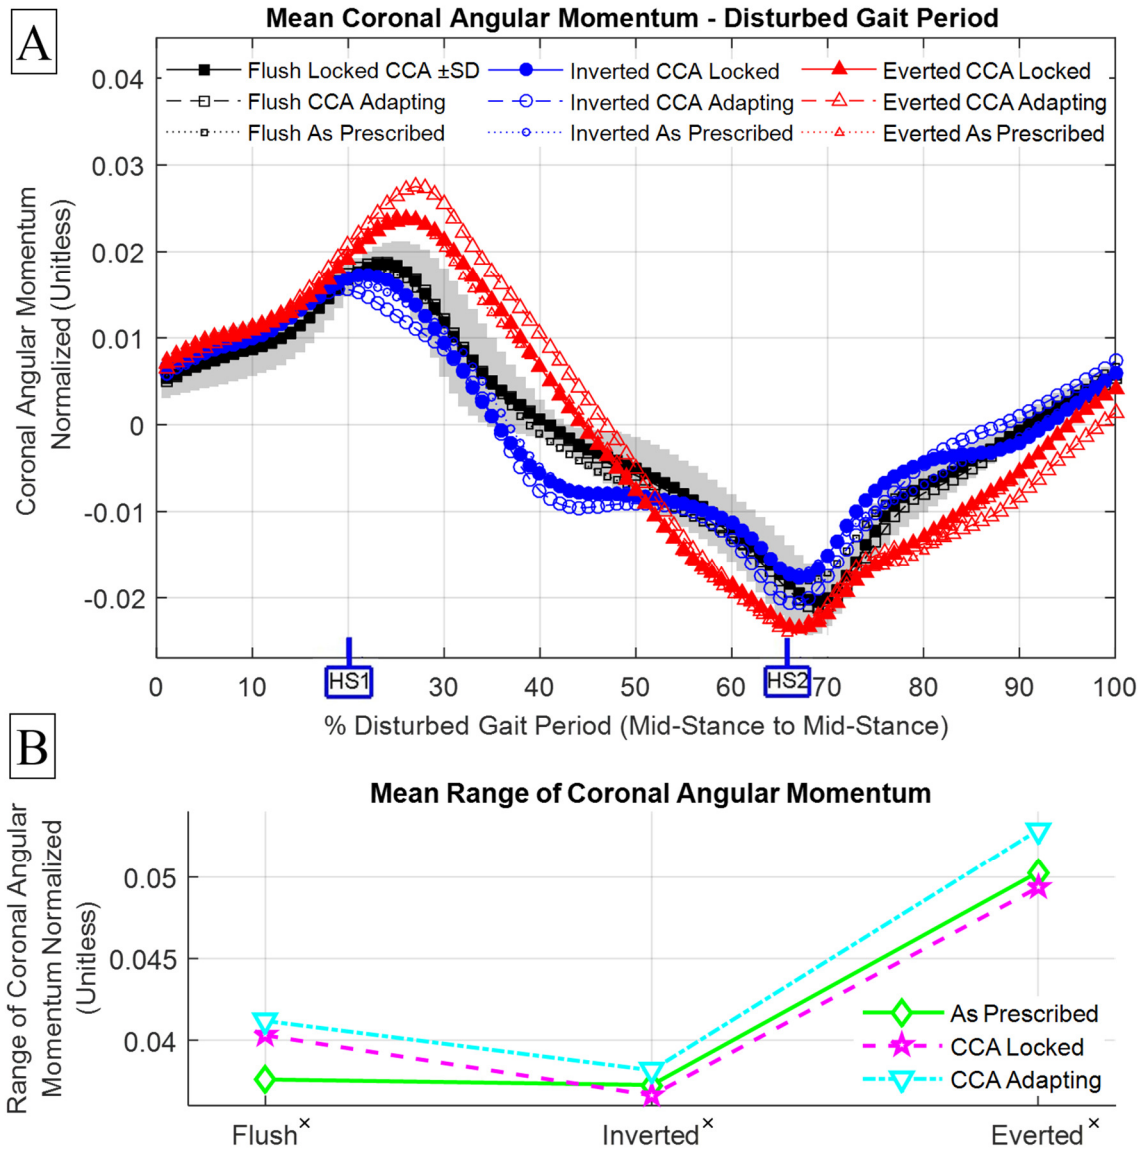 A
Mean Coronal Angular Momentum - Disturbed Gait Period
Flush Locked CCA ±SD
Inverted CCA Locked
Everted CCA Locked
Flush CCA Adapting
Inverted CCA Adapting
Everted CCA Adapting
Flush As Prescribed
Inverted As Prescribed
Everted As Prescribed
Coronal Angular Momentum
Normalized (Unitless)
0.04
0.03
0.02
0.01
0
-0.01
-0.02
HS1
HS2
0 10 30 40 50 60 70 80 90 100
% Disturbed Gait Period (Mid-Stance to Mid-Stance)
B
Mean Range of Coronal Angular Momentum
Range of Coronal Angular
Momentum Normalized
(Unitless)
0.05
0.045
0.04
As Prescribed
CCA Locked
CCA Adapting
Flush×
Inverted×
Everted×